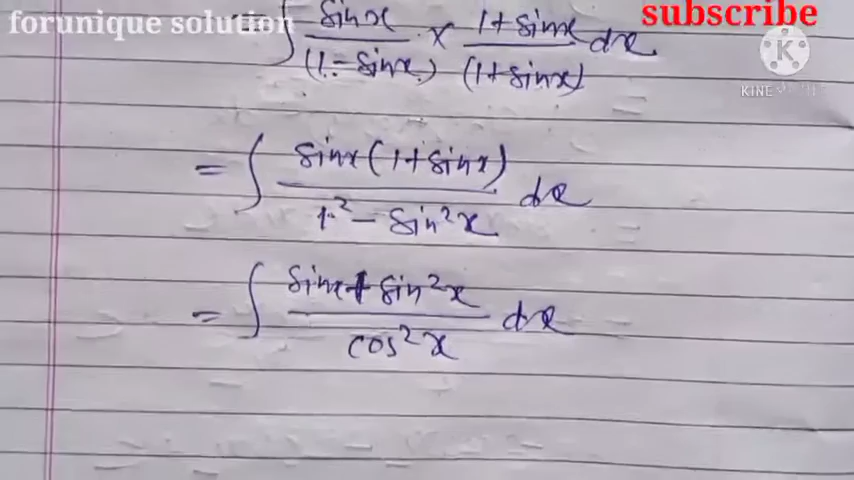 forunique solution
subscribe
= ∫ sinx/(1-sinx) × 1+sinx/(1+sinx) dx
KINE
= ∫ sinx(1+sinx)/1² - sin²x dx
= ∫ sinx+sin²x/cos²x dx